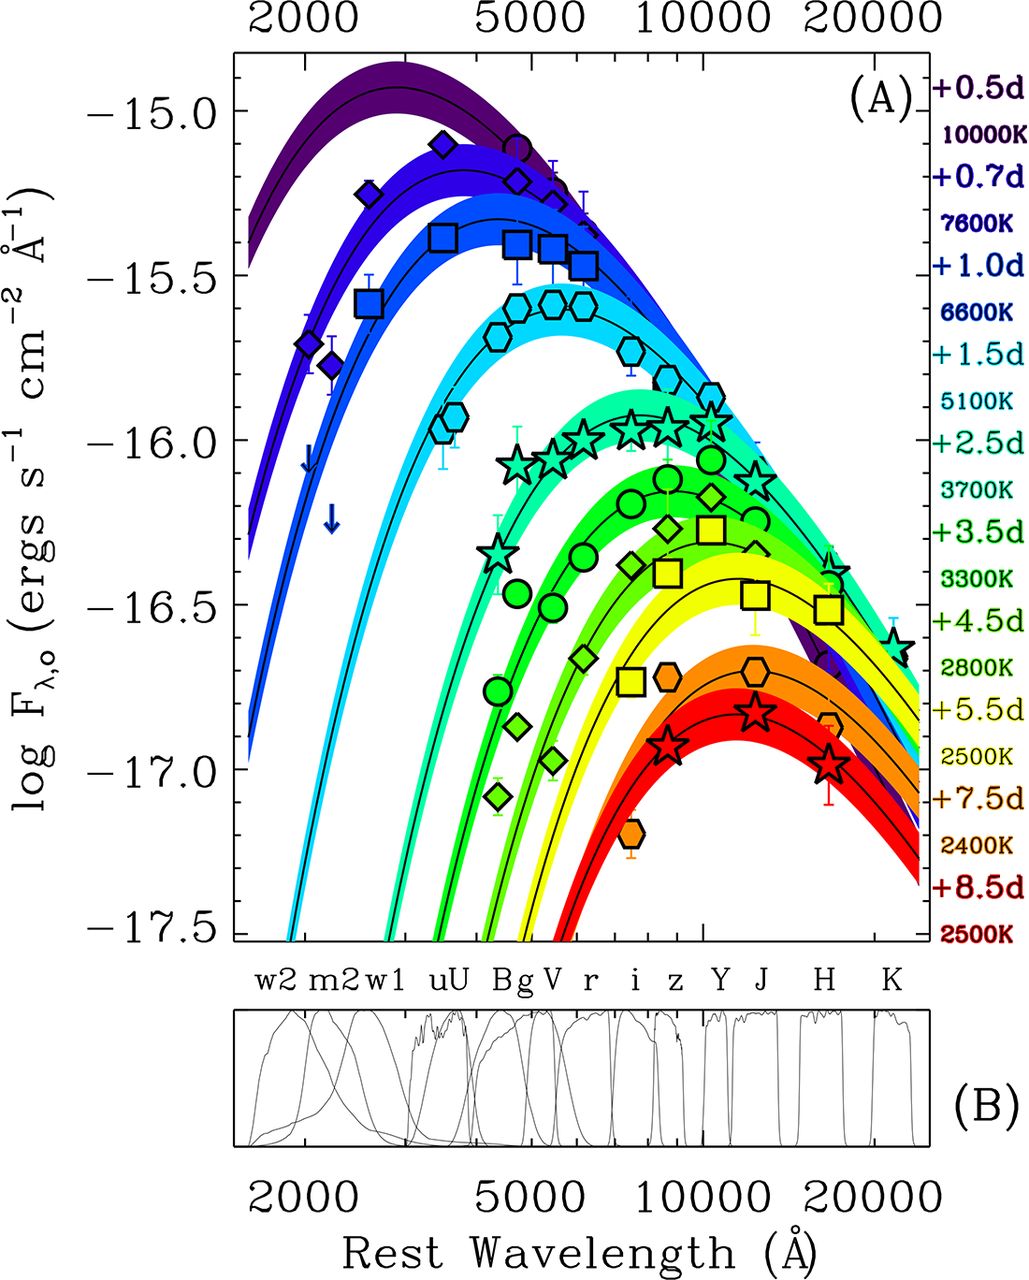 2000 5000 10000 20000
(A)
−15.0
−15.5
−16.0
−16.5
−17.0
−17.5
log Fλ,o (ergs s−1 cm−2 Å−1)
+0.5d
10000K
+0.7d
7600K
+1.0d
6600K
+1.5d
5100K
+2.5d
3700K
+3.5d
3300K
+4.5d
2800K
+5.5d
2500K
+7.5d
2400K
+8.5d
2500K
w2 m2 w1 uU Bg V r i z Y J H K
(B)
2000 5000 10000 20000
Rest Wavelength (Å)